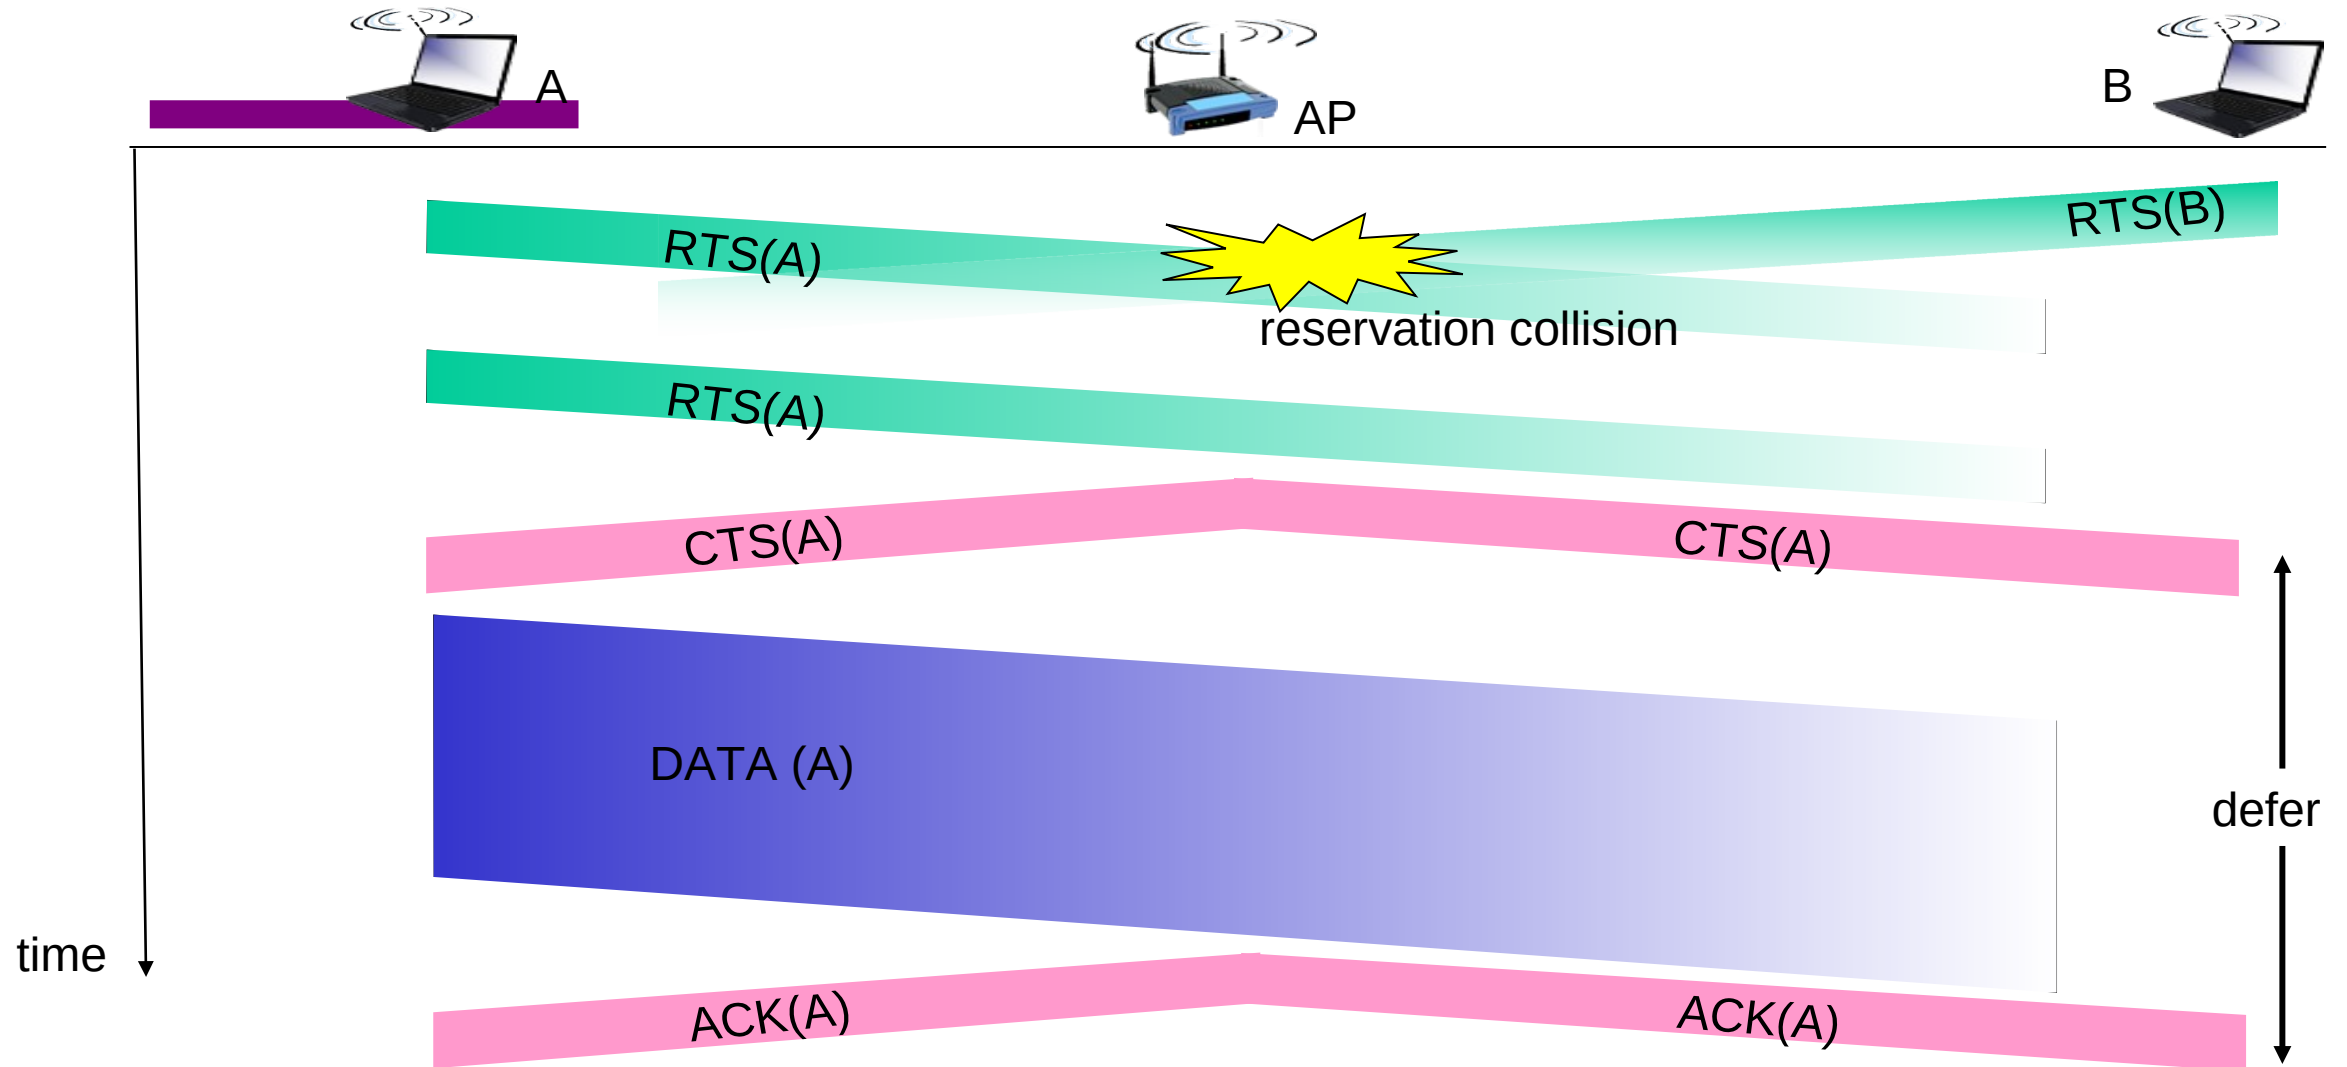 A
AP
B
RTS(B)
RTS(A)
reservation collision
RTS(A)
CTS(A)
CTS(A)
DATA (A)
defer
time
ACK(A)
ACK(A)